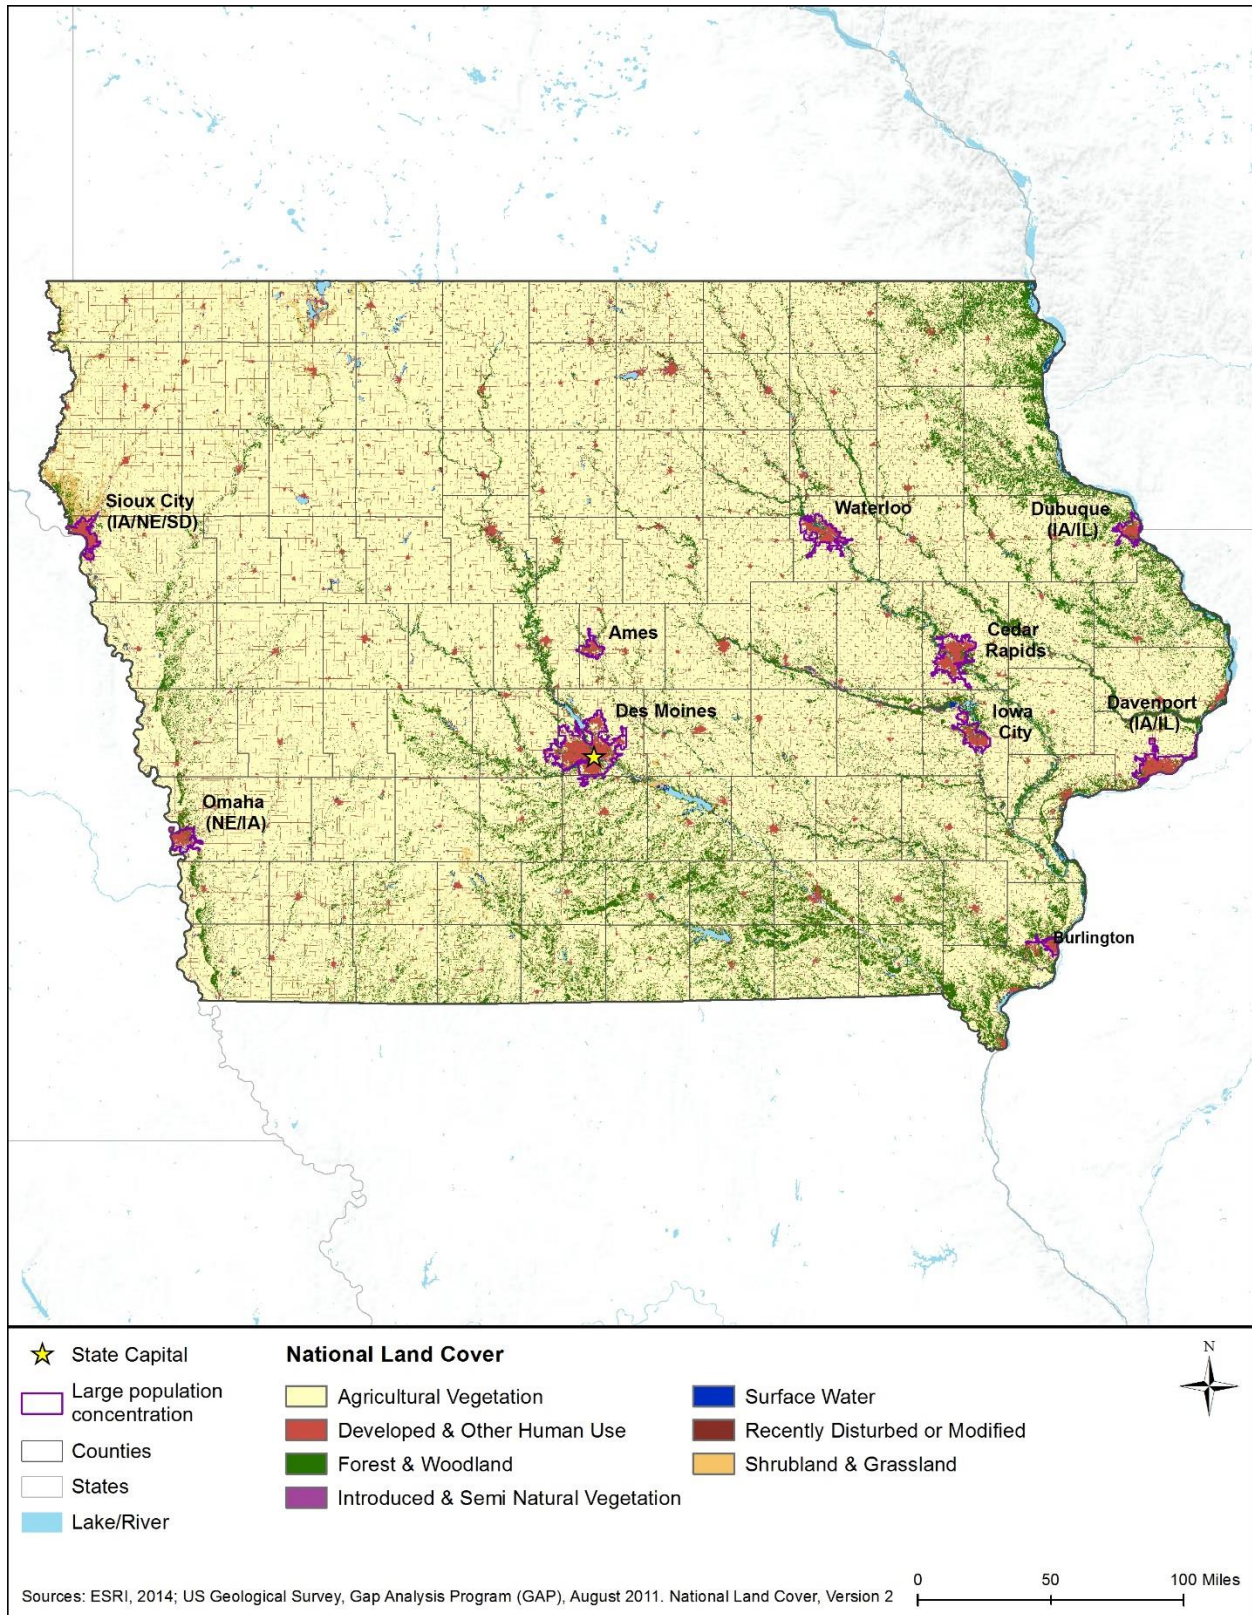 Sioux City
(IA/NE/SD)
Waterloo
Dubuque
(IA/IL)
Ames
Cedar
Rapids
Des Moines
Iowa
City
Davenport
(IA/IL)
Omaha
(NE/IA)
Burlington
State Capital
Large population
concentration
Counties
States
Lake/River
National Land Cover
Agricultural Vegetation
Developed & Other Human Use
Forest & Woodland
Introduced & Semi Natural Vegetation
Surface Water
Recently Disturbed or Modified
Shrubland & Grassland
N
Sources: ESRI, 2014; US Geological Survey, Gap Analysis Program (GAP), August 2011. National Land Cover, Version 2
0 50 100 Miles